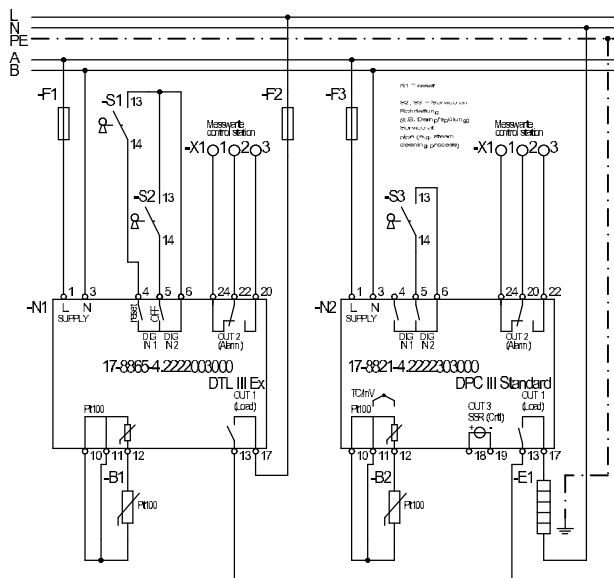 L
N
PE
A
B
-F1
-S1
13
14
-F2
-F3
S1 = reset
Messwarte
control station
-X1 1 2 3
Messwarte
control station
-X1 1 2 3
pipe (e.g. steam
cleaning process)
-S2
13
14
-S3
13
14
1 3 4 5 6 24 22 20
1 3 4 5 6 24 20 22
-N1
L N
SUPPLY
reset
OFF
DIG
IN 1
DIG
IN 2
OUT 2
(Alarm)
-N2
L N
SUPPLY
DIG
IN 1
DIG
IN 2
OUT 2
(Alarm)
17-8865-4.2222003000
DTL III Ex
17-8821-4.22222303000
DPC III Standard
Pt100
OUT 1
(Load)
TC/mV
Pt100
OUT 3
SSR (Cntl)
+ -
OUT 1
(Load)
10 11 12 13 17
10 11 12 18 19 13 17
-B1
Pt100
-B2
Pt100
-E1